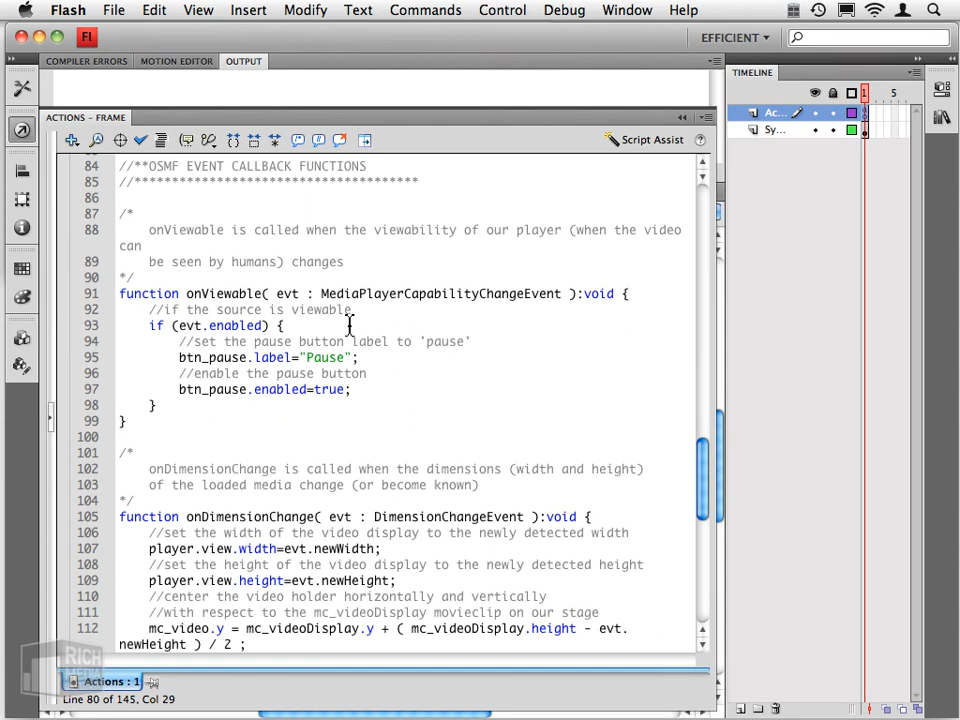 Flash File Edit View Insert Modify Text Commands Control Debug Window Help
Fl EFFICIENT
COMPILER ERRORS MOTION EDITOR OUTPUT
TIMELINE
1 5
Ac...
Sy...
ACTIONS - FRAME
Script Assist
84 //**OSMF EVENT CALLBACK FUNCTIONS
85 //**************************************
86
87 /*
88 onViewable is called when the viewability of our player (when the video
can
89 be seen by humans) changes
90 */
91 function onViewable( evt : MediaPlayerCapabilityChangeEvent ):void {
92 //if the source is viewable
93 if (evt.enabled) {
94 //set the pause button label to 'pause'
95 btn_pause.label="Pause";
96 //enable the pause button
97 btn_pause.enabled=true;
98 }
99 }
100
101 /*
102 onDimensionChange is called when the dimensions (width and height)
103 of the loaded media change (or become known)
104 */
105 function onDimensionChange( evt : DimensionChangeEvent ):void {
106 //set the width of the video display to the newly detected width
107 player.view.width=evt.newWidth;
108 //set the height of the video display to the newly detected height
109 player.view.height=evt.newHeight;
110 //center the video holder horizontally and vertically
111 //with respect to the mc_videoDisplay movieclip on our stage
112 mc_video.y = mc_videoDisplay.y + ( mc_videoDisplay.height - evt.
newHeight ) / 2 ;
RICH
MEDIA
Actions : 1
Line 80 of 145, Col 29